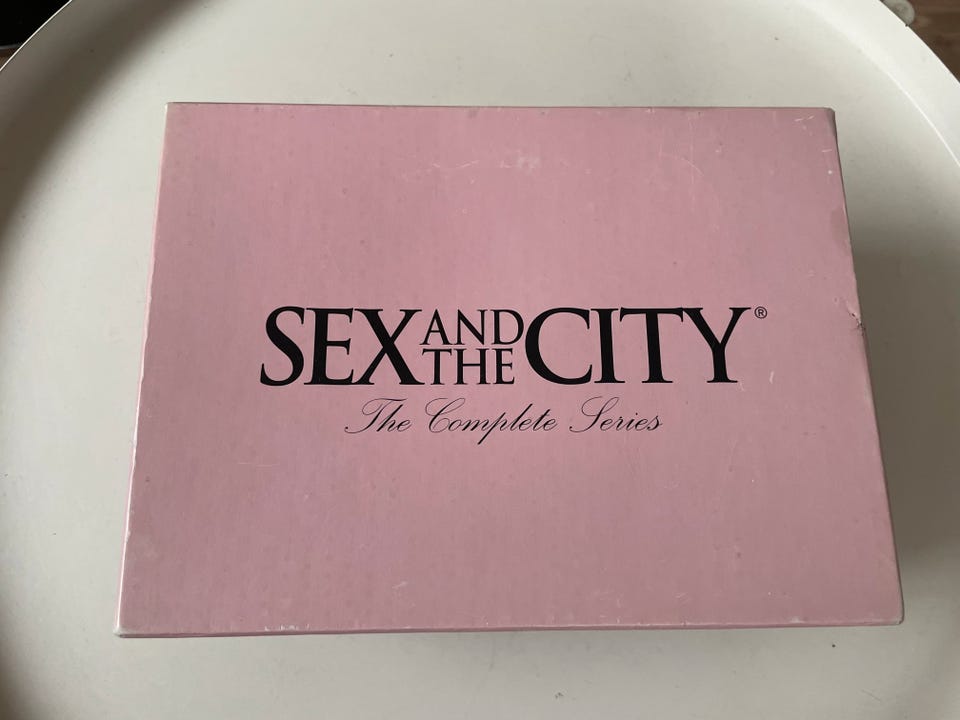 SEX AND THE CITY®
The Complete Series